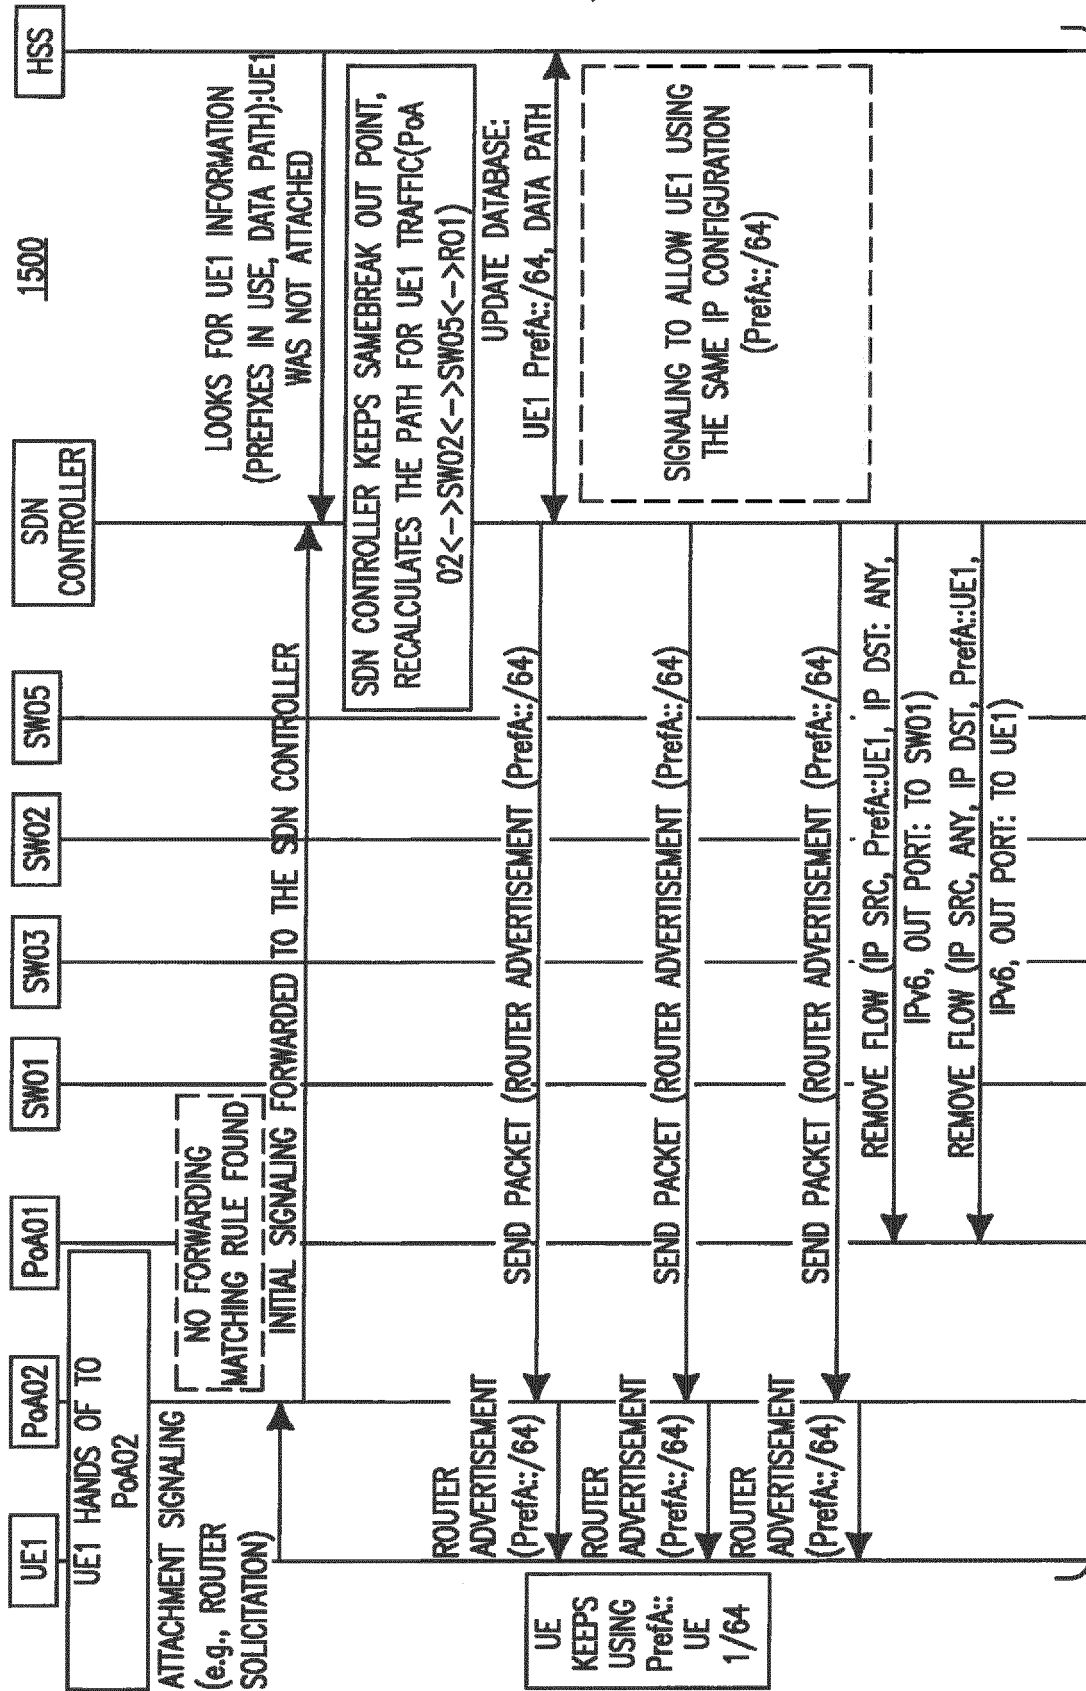 1500
UE1
PoA02
PoA01
SW01
SW03
SW02
SW05
SDN
CONTROLLER
HSS
UE1 HANDS OF TO
PoA02
ATTACHMENT SIGNALING
(e.g., ROUTER
SOLICITATION)
NO FORWARDING
MATCHING RULE FOUND
INITIAL SIGNALING FORWARDED TO THE SDN CONTROLLER
LOOKS FOR UE1 INFORMATION
(PREFIXES IN USE, DATA PATH):UE1
WAS NOT ATTACHED
SDN CONTROLLER KEEPS SAMEBREAK OUT POINT,
RECALCULATES THE PATH FOR UE1 TRAFFIC(PoA
02<->SW02<->SW05<->R01)
UPDATE DATABASE:
UE1 PrefA::/64, DATA PATH
SIGNALING TO ALLOW UE1 USING
THE SAME IP CONFIGURATION
(PrefA::/64)
SEND PACKET (ROUTER ADVERTISEMENT (PrefA::/64)
ROUTER
ADVERTISEMENT
(PrefA::/64)
SEND PACKET (ROUTER ADVERTISEMENT (PrefA::/64)
ROUTER
ADVERTISEMENT
(PrefA::/64)
SEND PACKET (ROUTER ADVERTISEMENT (PrefA::/64)
ROUTER
ADVERTISEMENT
(PrefA::/64)
UE
KEEPS
USING
PrefA::
UE
1/64
REMOVE FLOW (IP SRC, PrefA::UE1, IP DST: ANY,
IPv6, OUT PORT: TO SW01)
REMOVE FLOW (IP SRC, ANY, IP DST, PrefA::UE1,
IPv6, OUT PORT: TO UE1)